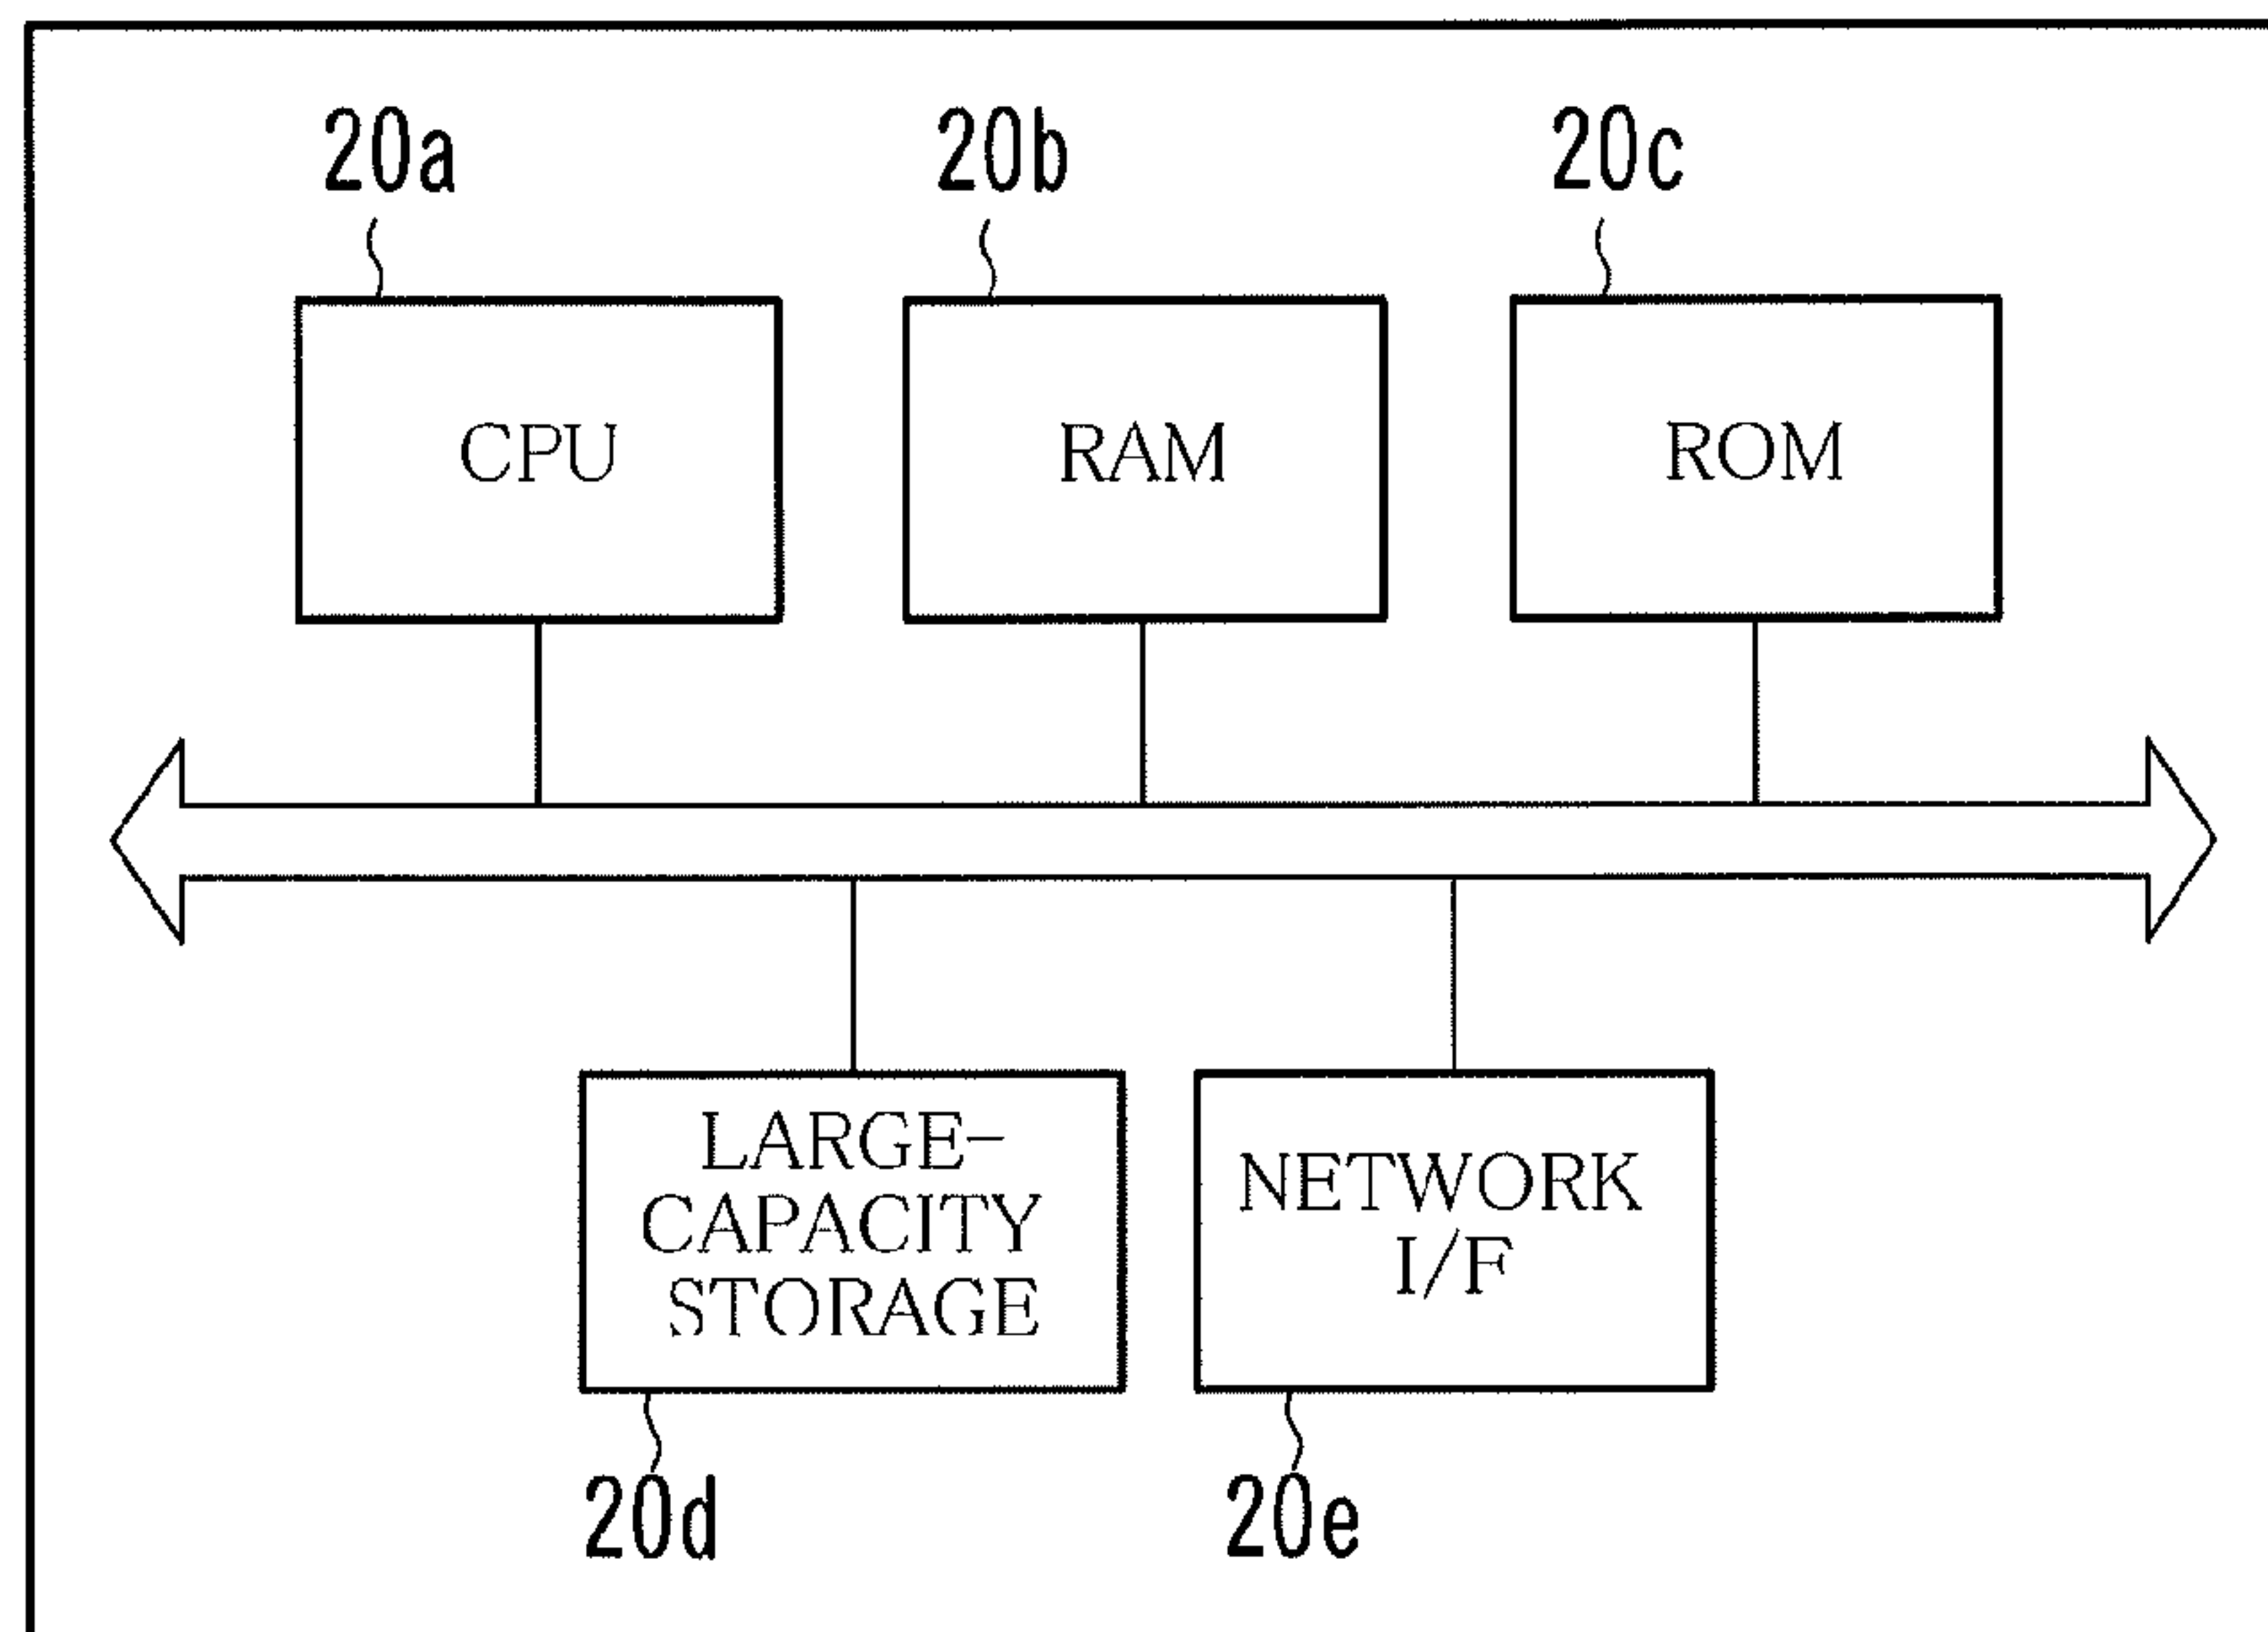 20a
20b
20c
CPU
RAM
ROM
LARGE-
CAPACITY
STORAGE
NETWORK
I/F
20d
20e